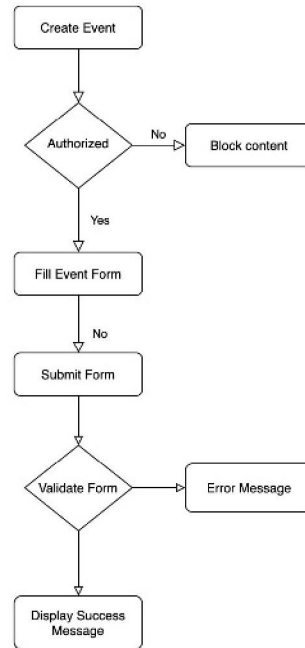 Create Event
Authorized
No
Block content
Yes
Fill Event Form
No
Submit Form
Validate Form
Error Message
Display Success
Message